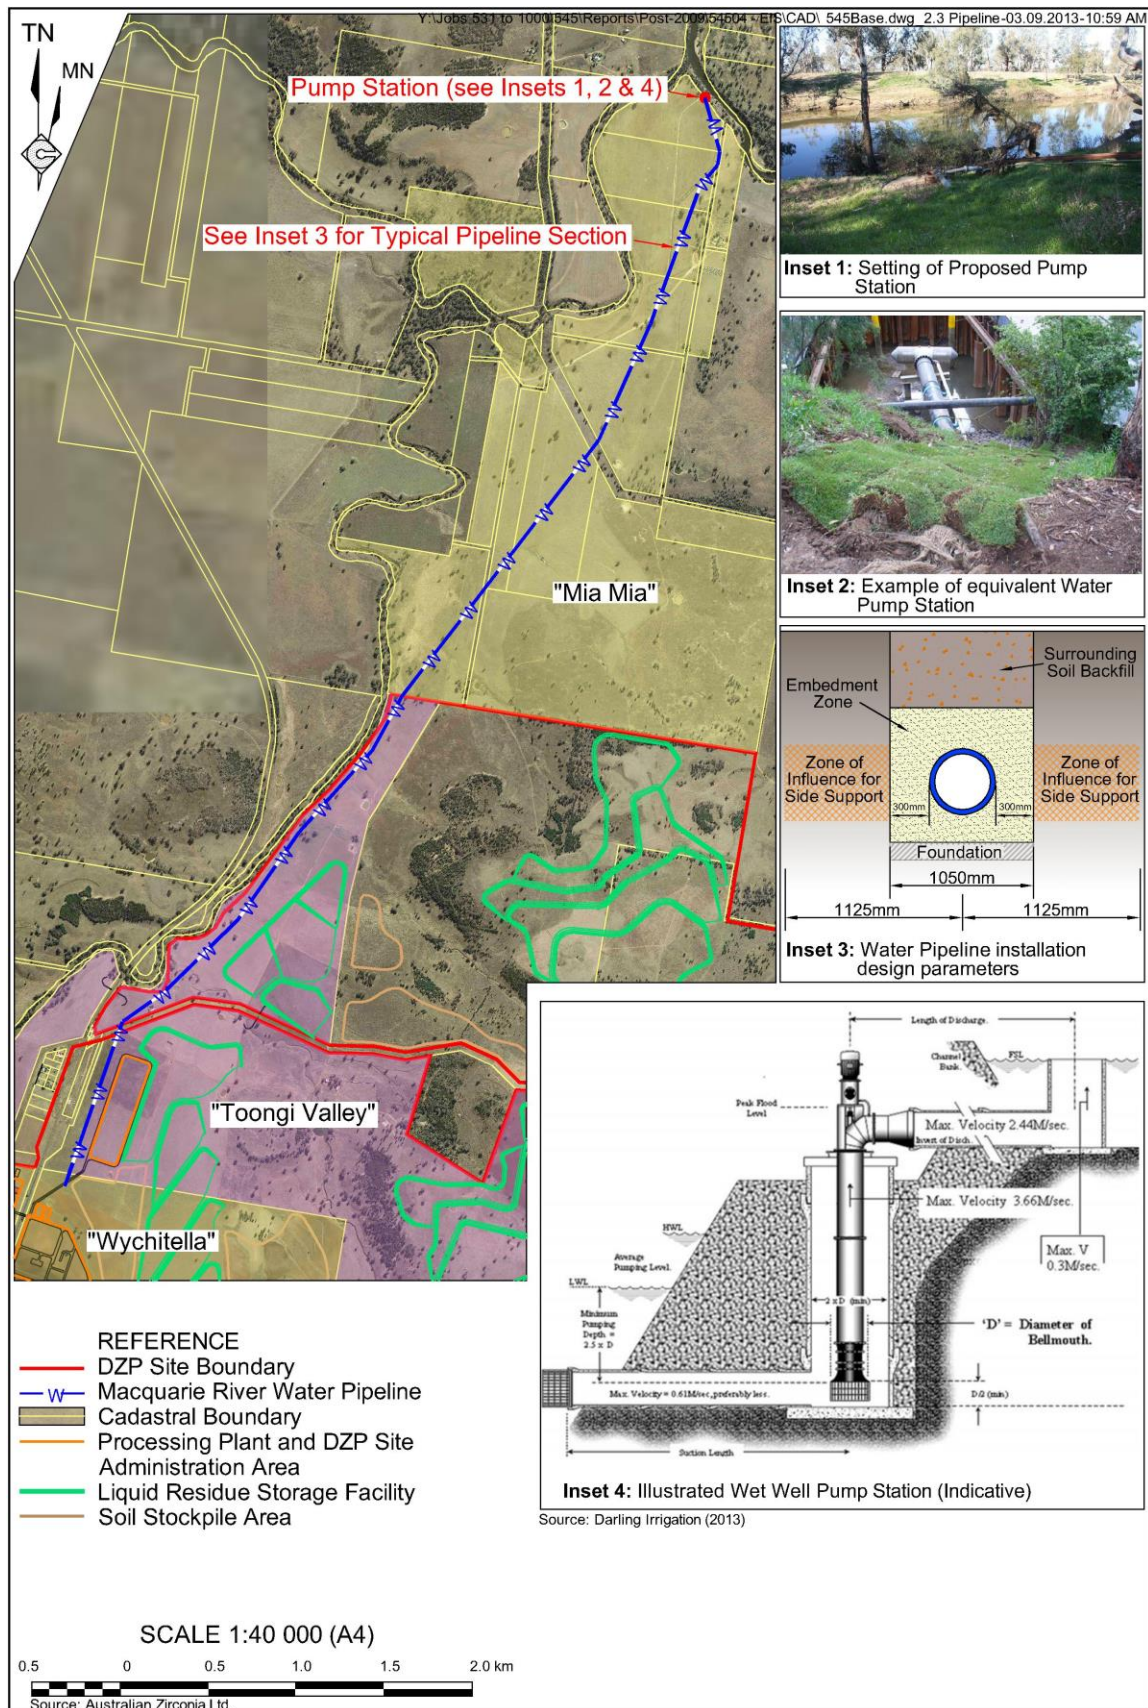 Y:\Jobs 531 to 1000\545\Reports\Post-2009\54504 - EIS\CAD\ 545Base.dwg_2.3 Pipeline-03.09.2013-10:59 AM
TN
MN
Pump Station (see Insets 1, 2 & 4)
W
W
See Inset 3 for Typical Pipeline Section
W
W
W
W
W
W
W
"Mia Mia"
W
W
W
W
W
W
W
W
W
W
W
"Toongi Valley"
W
"Wychitella"
Inset 1: Setting of Proposed Pump
Station
Inset 2: Example of equivalent Water
Pump Station
Surrounding
Soil Backfill
Embedment
Zone
Zone of
Influence for
Side Support
Zone of
Influence for
Side Support
300mm
300mm
Foundation
1050mm
1125mm
1125mm
Inset 3: Water Pipeline installation
design parameters
Length of Discharge.
Channel
Bank.
FSL
Peak Flood
Level
Max. Velocity 2.44M/sec.
Invert of Disch.
Max. Velocity 3.66M/sec.
HWL
Average
Pumping Level.
LWL
Max. V
0.3M/sec.
2 x D (min)
Minimum
Pumping
Depth =
2.5 x D
'D' = Diameter of
Bellmouth.
Max. Velocity = 0.61M/sec, preferably less.
D/2 (min)
Suction Length
Inset 4: Illustrated Wet Well Pump Station (Indicative)
Source: Darling Irrigation (2013)
REFERENCE
DZP Site Boundary
W Macquarie River Water Pipeline
Cadastral Boundary
Processing Plant and DZP Site
Administration Area
Liquid Residue Storage Facility
Soil Stockpile Area
SCALE 1:40 000 (A4)
0.5 0 0.5 1.0 1.5 2.0 km
Source: Australian Zirconia Ltd